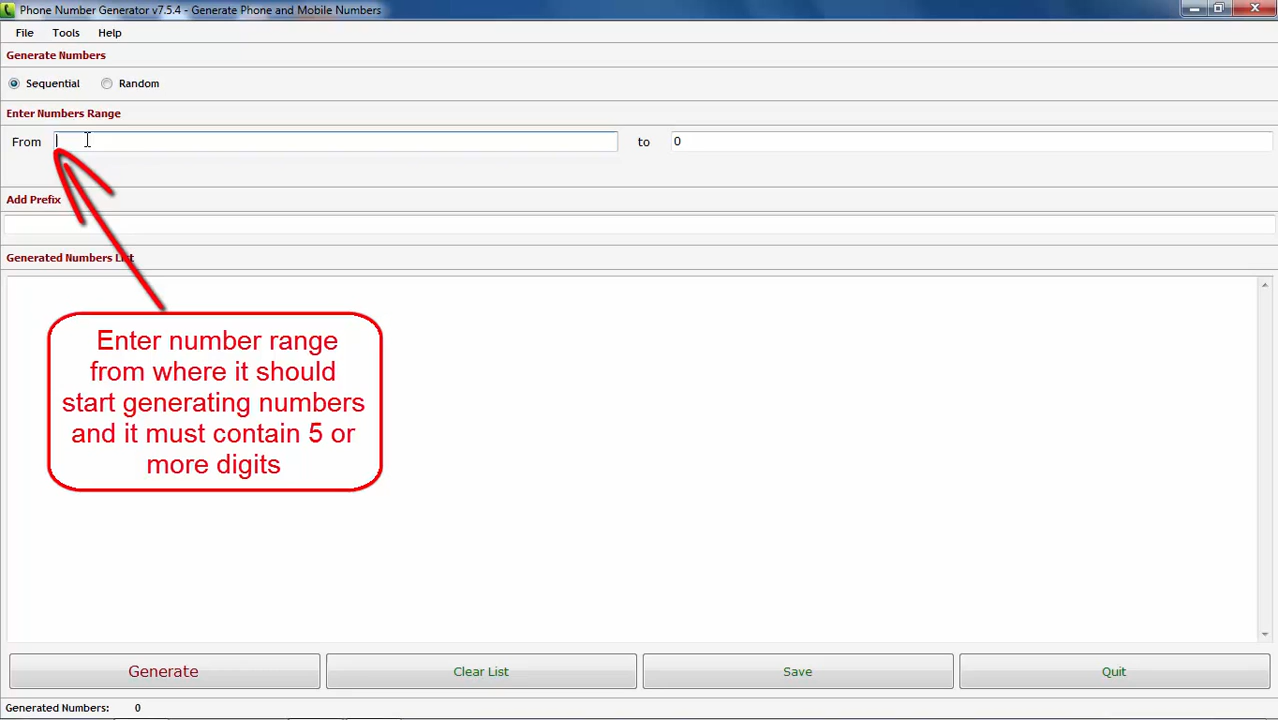 Phone Number Generator v7.5.4 - Generate Phone and Mobile Numbers
File Tools Help
Generate Numbers
Sequential Random
Enter Numbers Range
From to 0
Add Prefix
Generated Numbers List
Enter number range
from where it should
start generating numbers
and it must contain 5 or
more digits
Generate Clear List Save Quit
Generated Numbers: 0